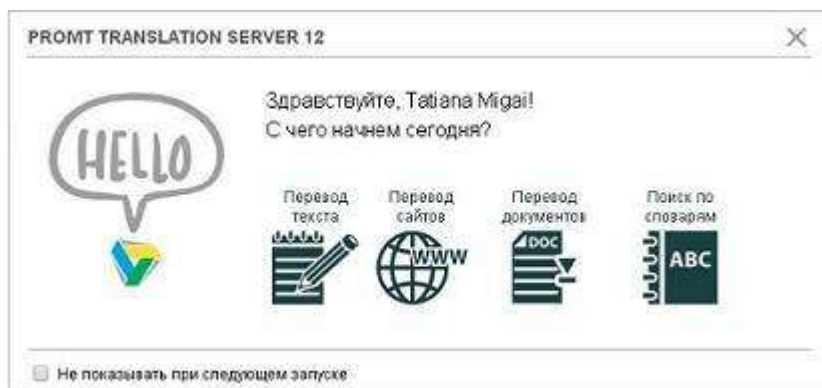 PROMT TRANSLATION SERVER 12
HELLO
Здравствуйте, Tatiana Migai!
С чего начнем сегодня?
Перевод
текста
Перевод
сайтов
WWW
Перевод
документов
DOC
Поиск по
словарям
ABC
Не показывать при следующем запуске